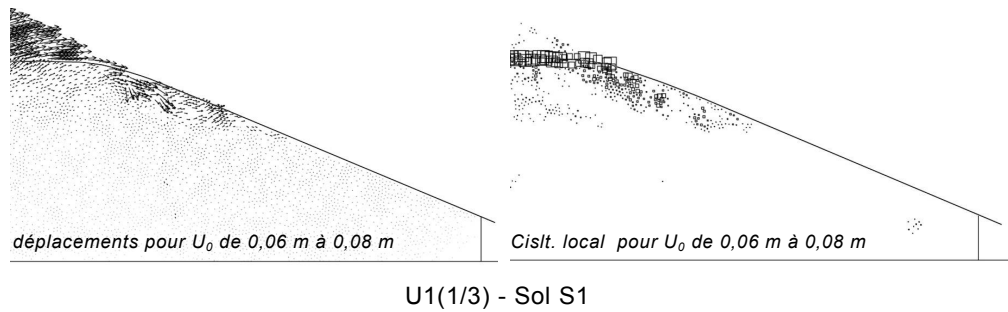 déplacements pour U₀ de 0,06 m à 0,08 m
Cislt. local pour U₀ de 0,06 m à 0,08 m
U1(1/3) - Sol S1